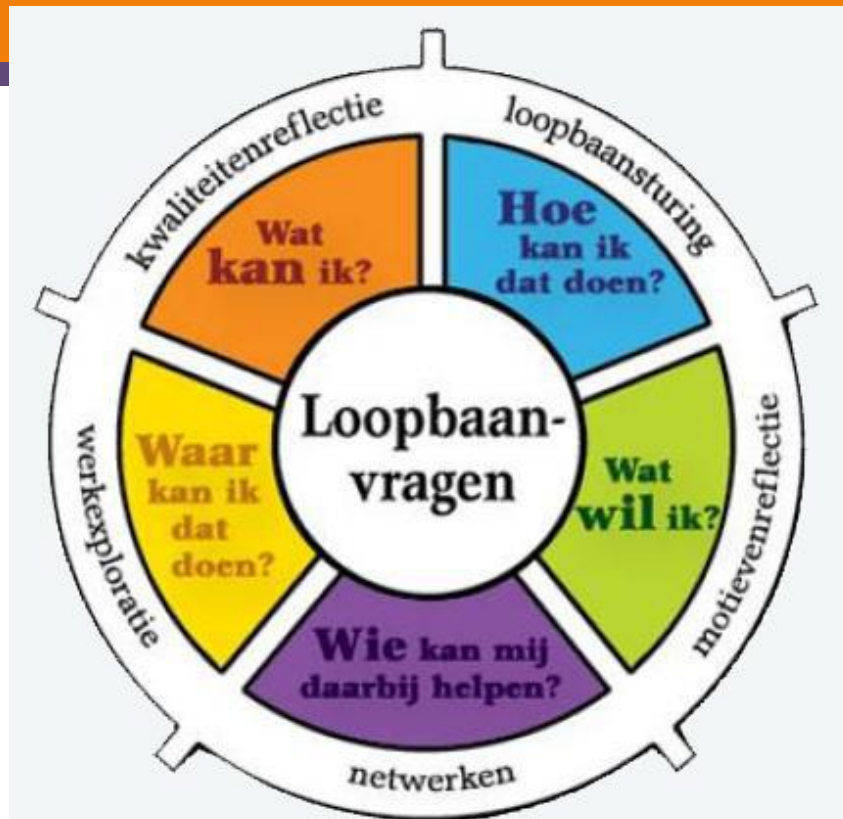 kwaliteitenreflectie
loopbaansturing
Wat
kan ik?
Hoe
kan ik
dat doen?
Loopbaan-
vragen
Waar
kan ik
dat
doen?
Wat
wil ik?
Wie kan mij
daarbij helpen?
werkexploratie
motievenreflectie
netwerken